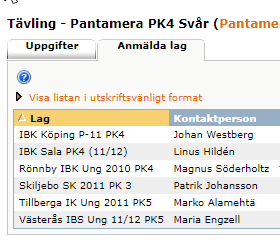 Tävling - Pantamera PK4 Svår (Pantame
Uppgifter Anmälda lag
Visa listan i utskriftsvänligt format
Lag Kontaktperson
IBK Köping P-11 PK4 Johan Westberg
IBK Sala PK4 (11/12) Linus Hildén
Rönnby IBK Ung 2010 PK4 Magnus Söderholtz
Skiljebo SK 2011 PK 3 Patrik Johansson
Tillberga IK Ung 2011 PK5 Marko Alamehtä
Västerås IBS Ung 11/12 PK5 Maria Engzell